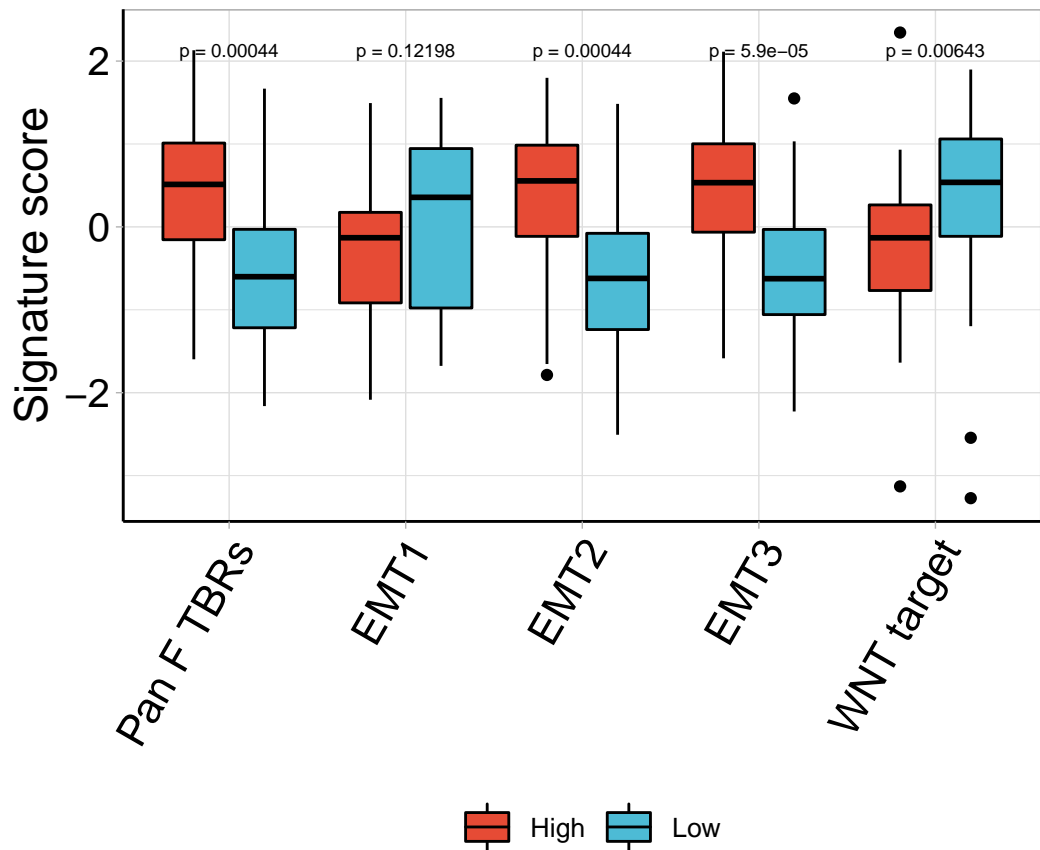 p = 0.00044 p = 0.12198 p = 0.00044 p = 5.9e−05 p = 0.00643
Signature score
2
0
−2
Pan F TBRs EMT1 EMT2 EMT3 WNT target
High Low